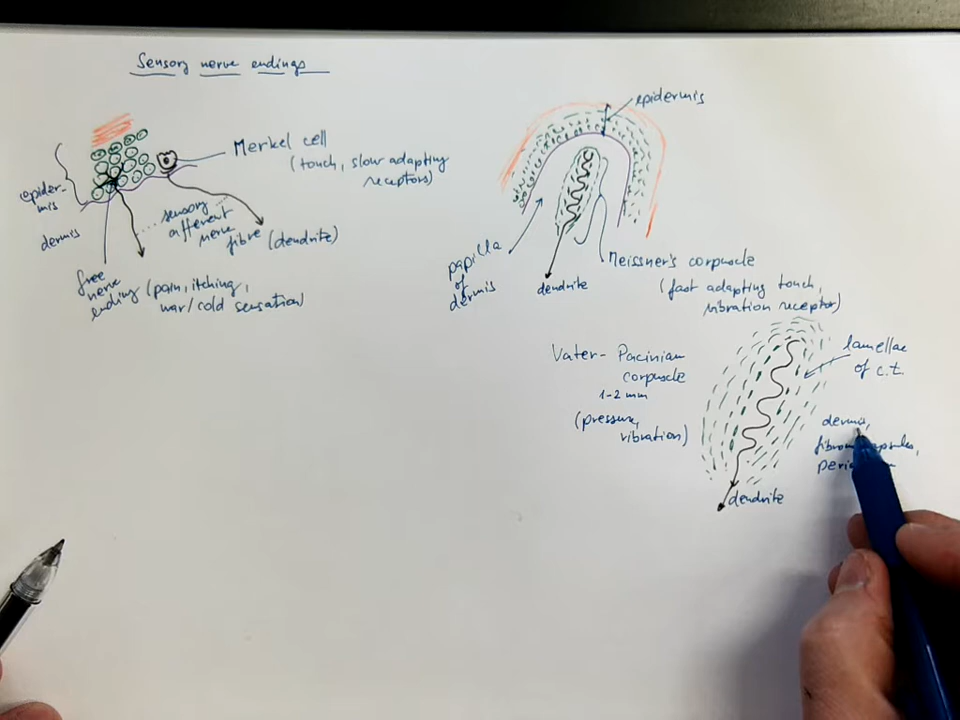 Sensory nerve endings
epider-
mis
dermis
Merkel cell
(touch, slow adapting
receptors)
sensory
afferent
nerve
fibre (dendrite)
free
nerve
ending (pain, itching,
war/cold sensation)
epidermis
papilla
of
dermis
dendrite
Meissner's corpuscle
(fast adapting touch,
vibration receptor)
Vater-Pacinian
corpuscle
1-2 mm
(pressure,
vibration)
lamellae
of c.t.
dermis,
dendrite